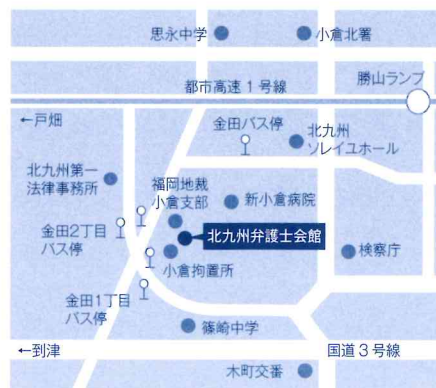 思永中学
小倉北署
都市高速1号線
勝山ランプ
←戸畑
金田バス停
北九州
ソレイユホール
北九州第一
法律事務所
福岡地裁
小倉支部
新小倉病院
金田2丁目
バス停
北九州弁護士会館
検察庁
小倉拘置所
金田1丁目
バス停
篠崎中学
←到津
国道3号線
木町交番